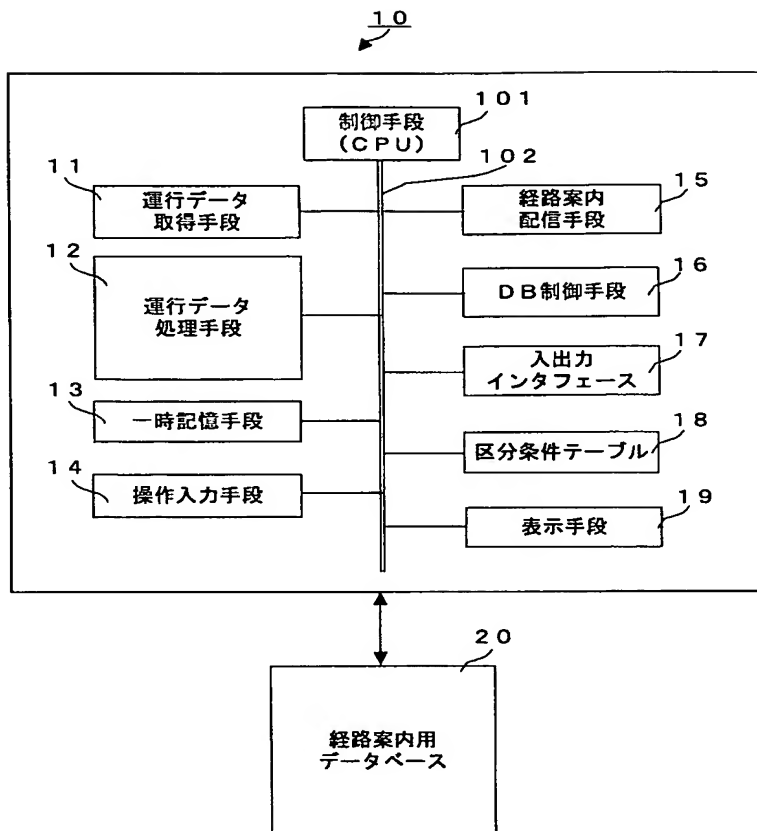 10
制御手段
(CPU)
101
102
11
運行データ
取得手段
12
運行データ
処理手段
13
一時記憶手段
14
操作入力手段
15
経路案内
配信手段
16
DB制御手段
17
入出力
インタフェース
18
区分条件テーブル
19
表示手段
20
経路案内用
データベース